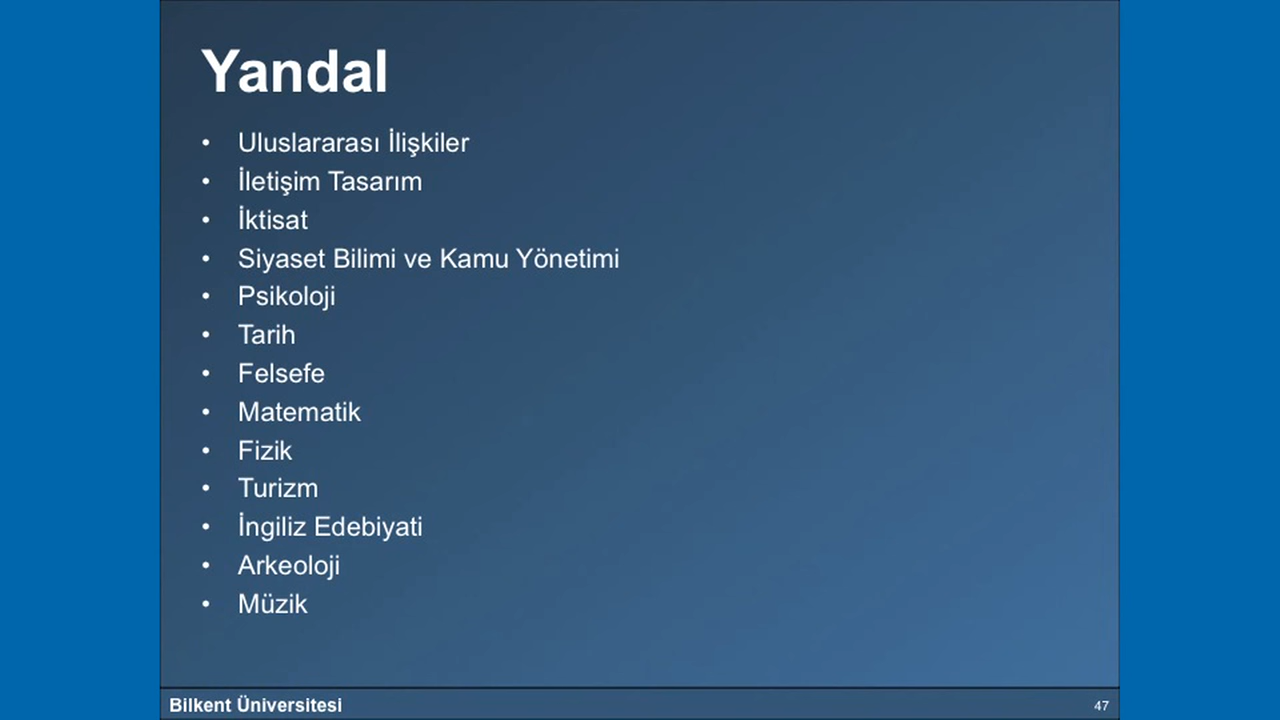 Yandal
• Uluslararası İlişkiler
• İletişim Tasarım
• İktisat
• Siyaset Bilimi ve Kamu Yönetimi
• Psikoloji
• Tarih
• Felsefe
• Matematik
• Fizik
• Turizm
• İngiliz Edebiyati
• Arkeoloji
• Müzik
Bilkent Üniversitesi
47